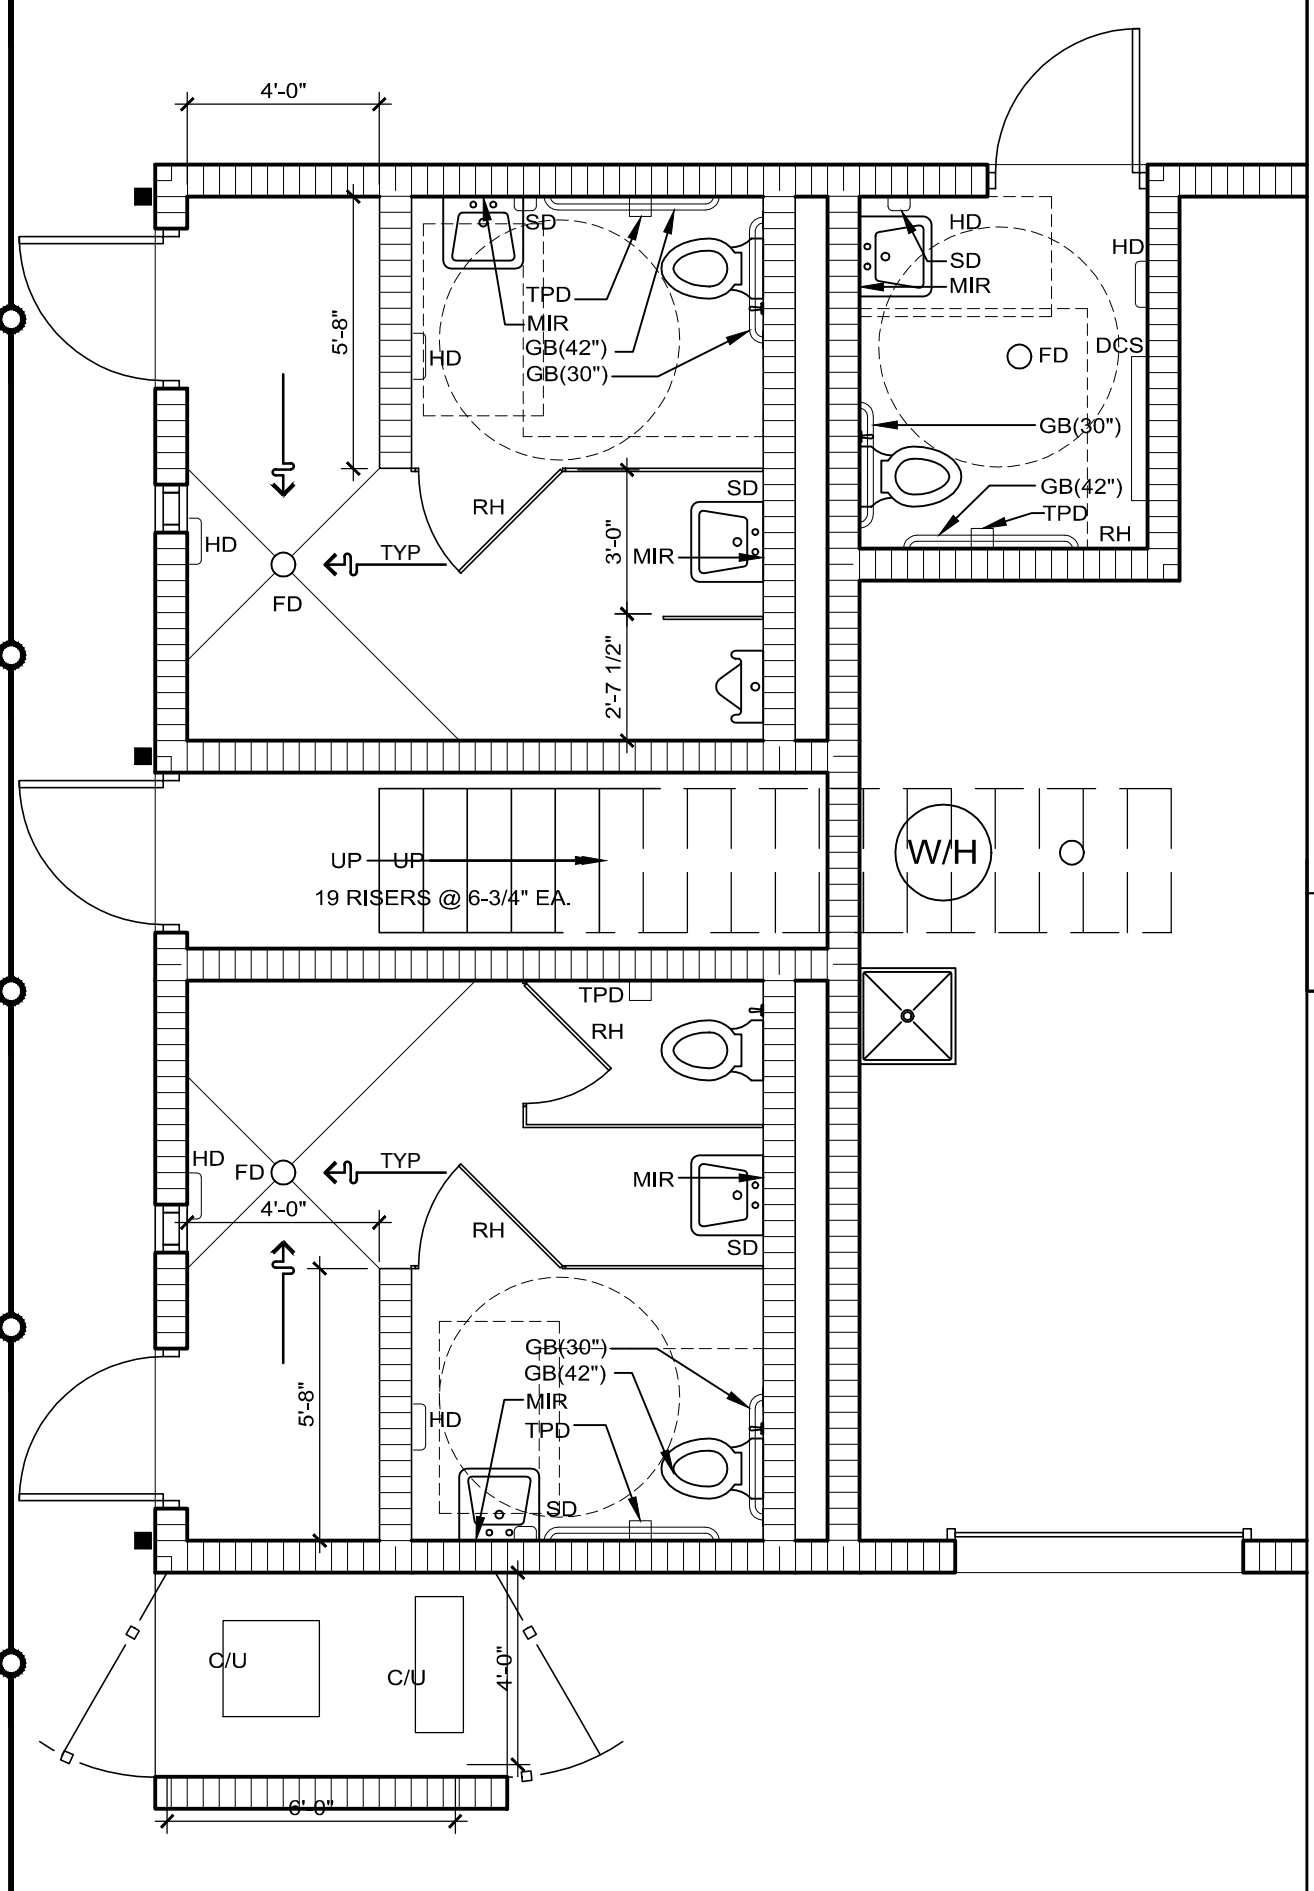 4'-0"
SD
HD
HD
5'-8"
TPD
MIR
GB(42")
GB(30")
HD
SD
MIR
FD
DCS
GB(30")
GB(42")
TPD
RH
SD
RH
HD
TYP
3'-0"
MIR
FD
2'-7 1/2"
UP
UP
W/H
19 RISERS @ 6-3/4" EA.
TPD
RH
HD
FD
TYP
MIR
4'-0"
RH
SD
GB(30")
GB(42")
5'-8"
MIR
HD
TPD
SD
C/U
C/U
4'-0"
6'-0"